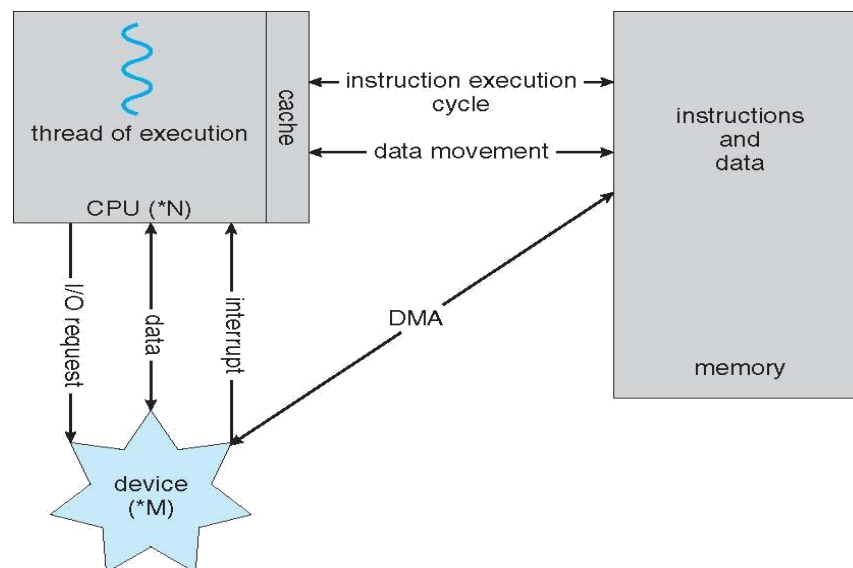 thread of execution
cache
CPU (*N)
instruction execution
cycle
data movement
instructions
and
data
memory
I/O request
data
interrupt
DMA
device
(*M)